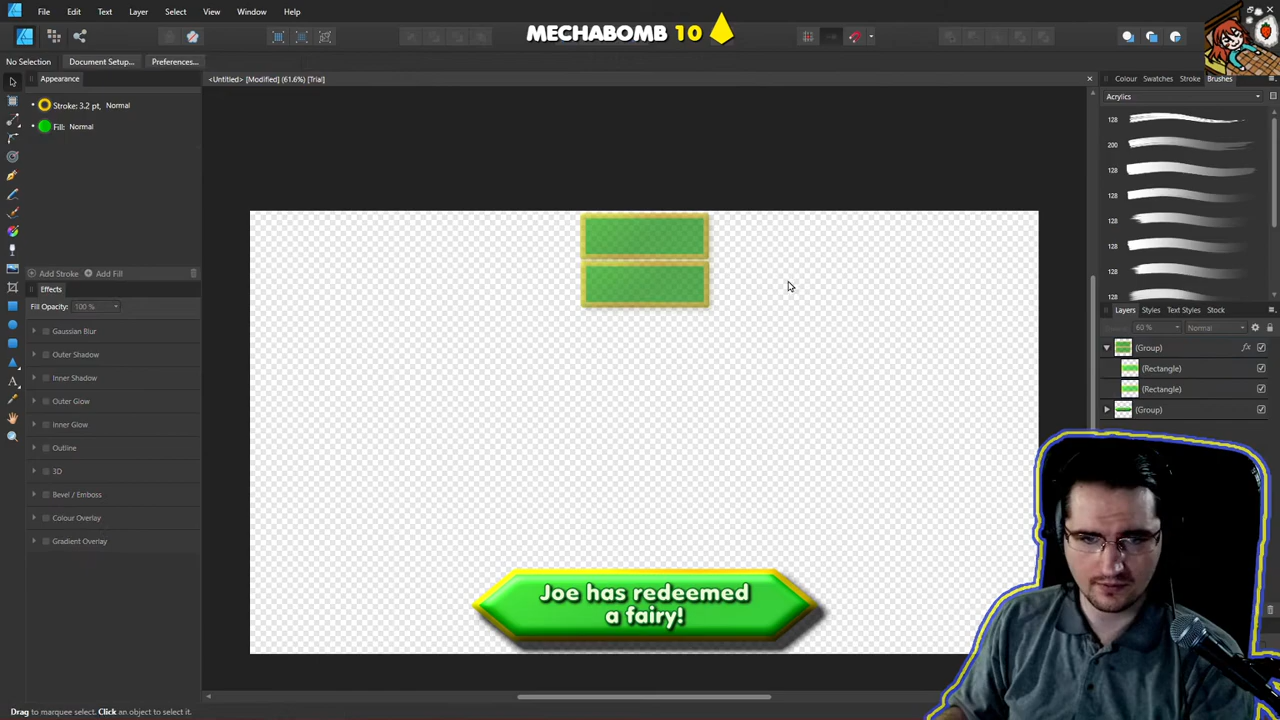 File Edit Text Layer Select View Window Help
MECHABOMB 10
No Selection Document Setup... Preferences...
Appearance
<Untitled> [Modified] (61.6%) [Trial]
Colour Swatches Stroke Brushes
Stroke: 3.2 pt, Normal
Fill: Normal
Acrylics
128
200
128
128
128
128
128
128
Add Stroke Add Fill
Effects
Fill Opacity: 100 %
Gaussian Blur
Outer Shadow
Inner Shadow
Outer Glow
Inner Glow
Outline
3D
Bevel / Emboss
Colour Overlay
Gradient Overlay
Layers Styles Text Styles Stock
60 % Normal
(Group) fx
(Rectangle)
(Rectangle)
(Group)
Joe has redeemed
a fairy!
Drag to marquee select. Click an object to select it.